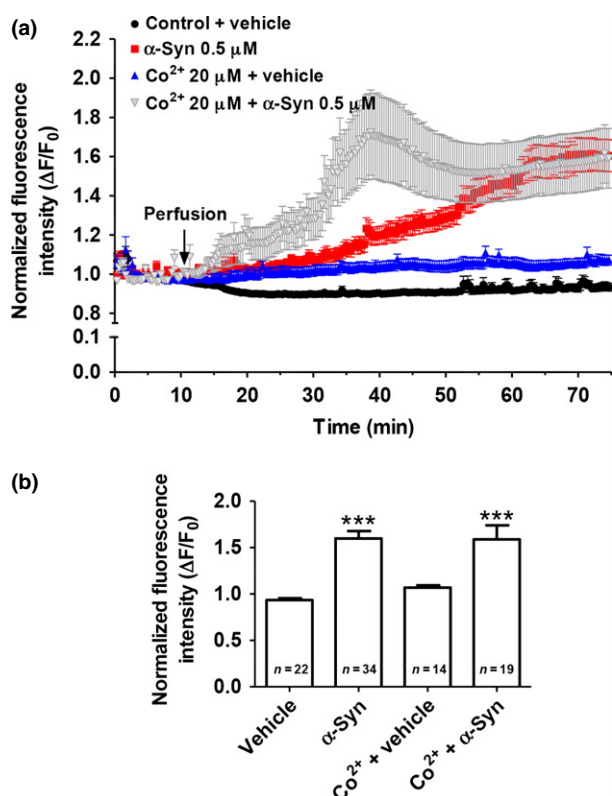 (a)
Control + vehicle
α-Syn 0.5 μM
Co²⁺ 20 μM + vehicle
Co²⁺ 20 μM + α-Syn 0.5 μM
Perfusion
Normalized fluorescence
intensity (ΔF/F₀)
2.2
2.0
1.8
1.6
1.4
1.2
1.0
0.8
0.1
0.0
0 10 20 30 40 50 60 70
Time (min)
(b)
Normalized fluorescence
intensity (ΔF/F₀)
2.0
1.5
1.0
0.5
0.0
*** ***
n = 22 n = 34 n = 14 n = 19
Vehicle
α-Syn
Co²⁺ + vehicle
Co²⁺ + α-Syn